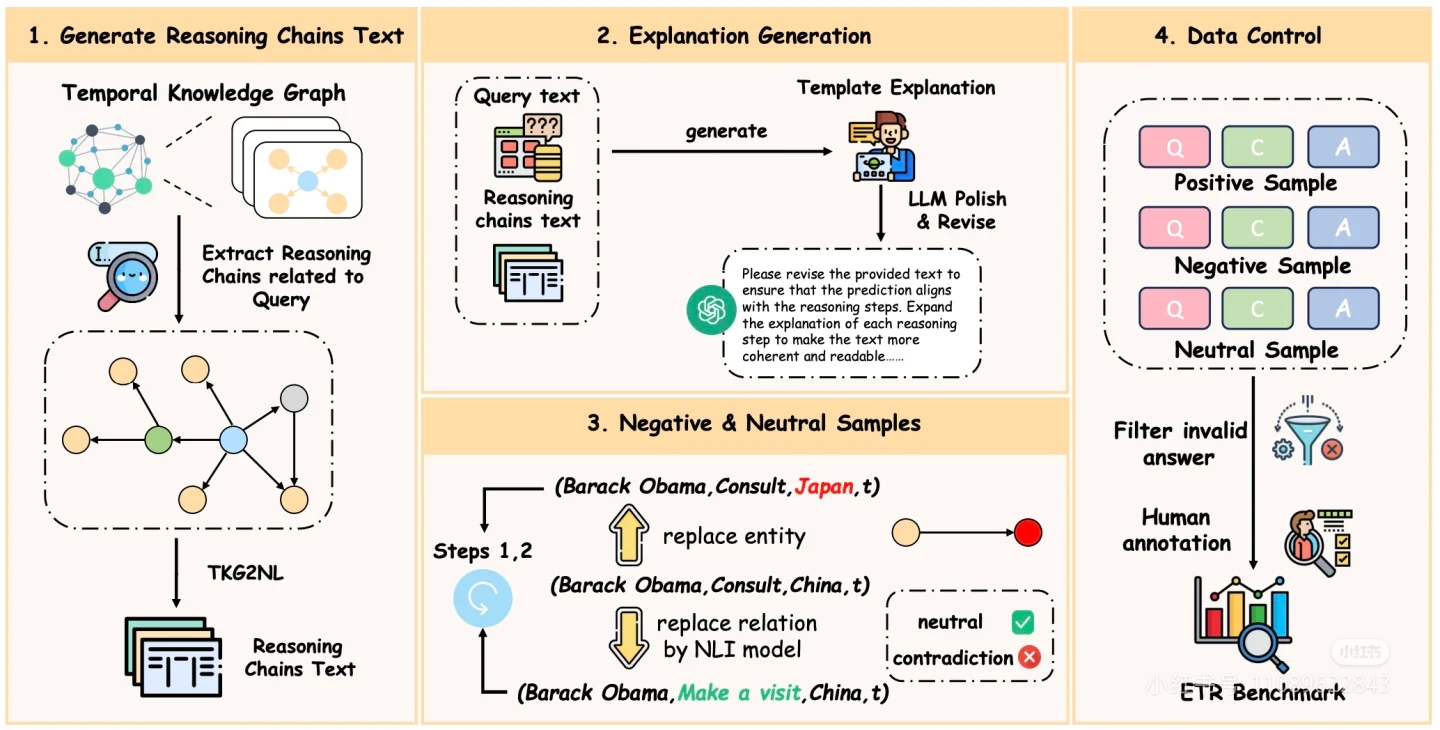 1. Generate Reasoning Chains Text
Temporal Knowledge Graph
I..
Extract Reasoning
Chains related to
Query
TKG2NL
Reasoning
Chains Text
2. Explanation Generation
Query text
???
Reasoning
chains text
generate
Template Explanation
LLM Polish
& Revise
Please revise the provided text to
ensure that the prediction aligns
with the reasoning steps. Expand
the explanation of each reasoning
step to make the text more
coherent and readable......
3. Negative & Neutral Samples
(Barack Obama,Consult,Japan,t)
replace entity
Steps 1,2
(Barack Obama,Consult,China,t)
replace relation
by NLI model
neutral
contradiction
(Barack Obama,Make a visit,China,t)
4. Data Control
Q C A
Positive Sample
Q C A
Negative Sample
Q C A
Neutral Sample
Filter invalid
answer
Human
annotation
ETR Benchmark
小红书
小红书号: 11089622843